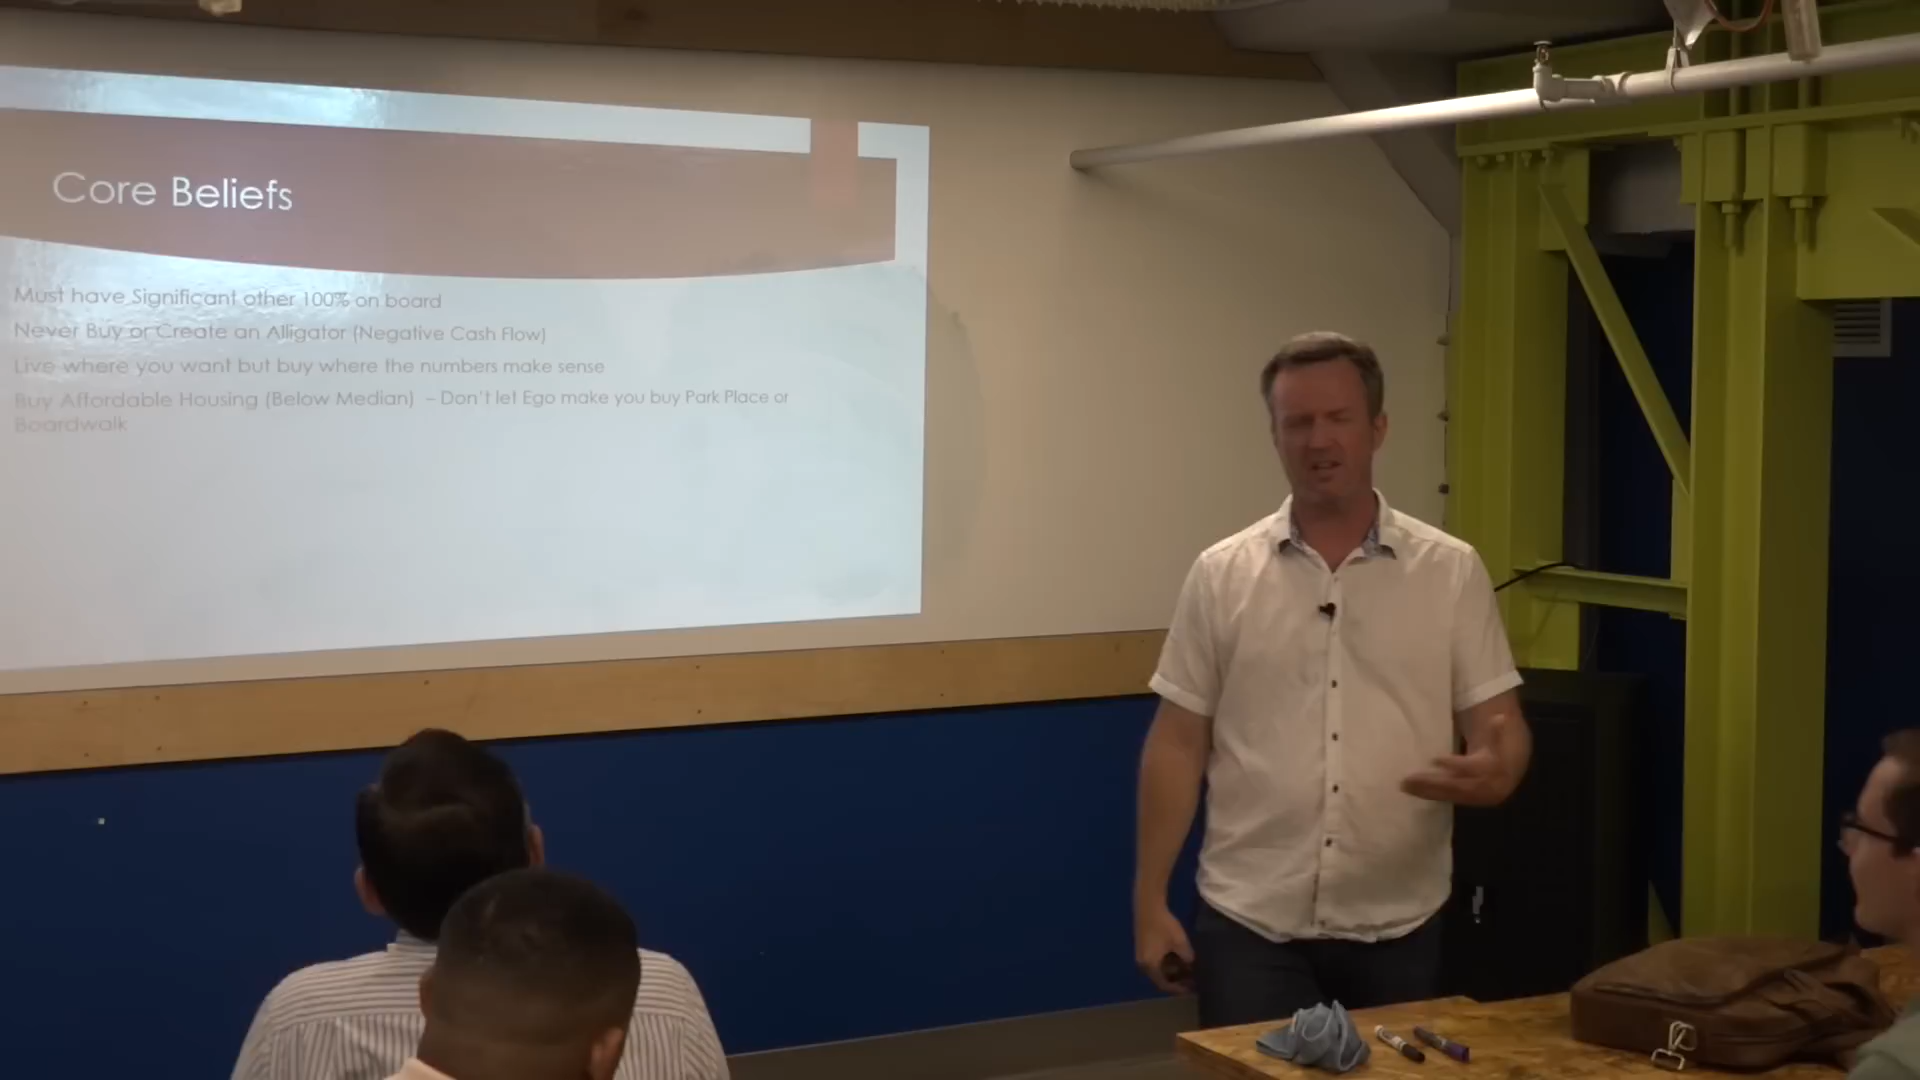 Core Beliefs
Must have Significant other 100% on board
Never Buy or Create an Alligator (Negative Cash Flow)
Live where you want but buy where the numbers make sense
Buy Affordable Housing (Below Median) – Don't let Ego make you buy Park Place or
Boardwalk